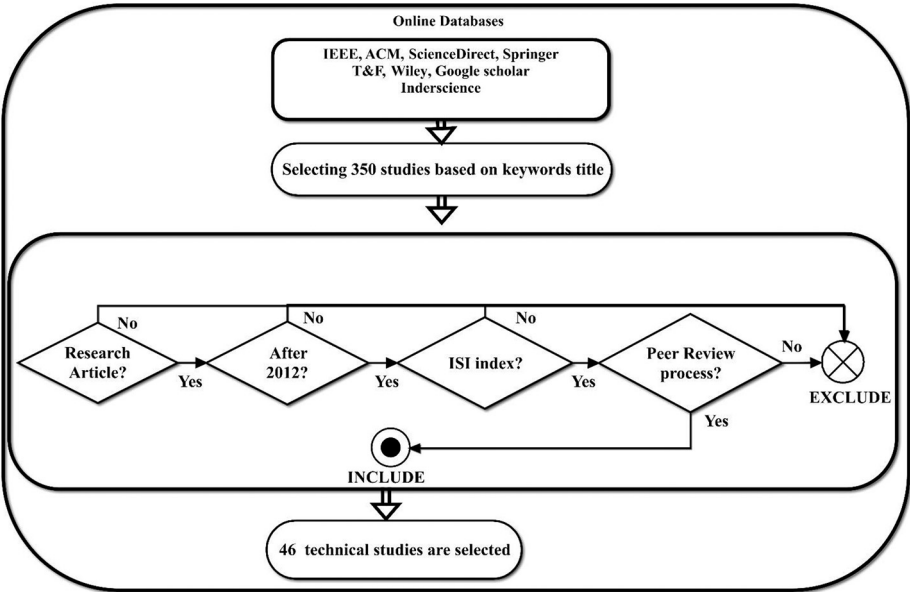 Online Databases
IEEE, ACM, ScienceDirect, Springer
T&F, Wiley, Google scholar
Inderscience
Selecting 350 studies based on keywords title
No
No
No
Research
Article?
After
2012?
ISI index?
Peer Review
process?
No
Yes
Yes
Yes
EXCLUDE
Yes
INCLUDE
46 technical studies are selected